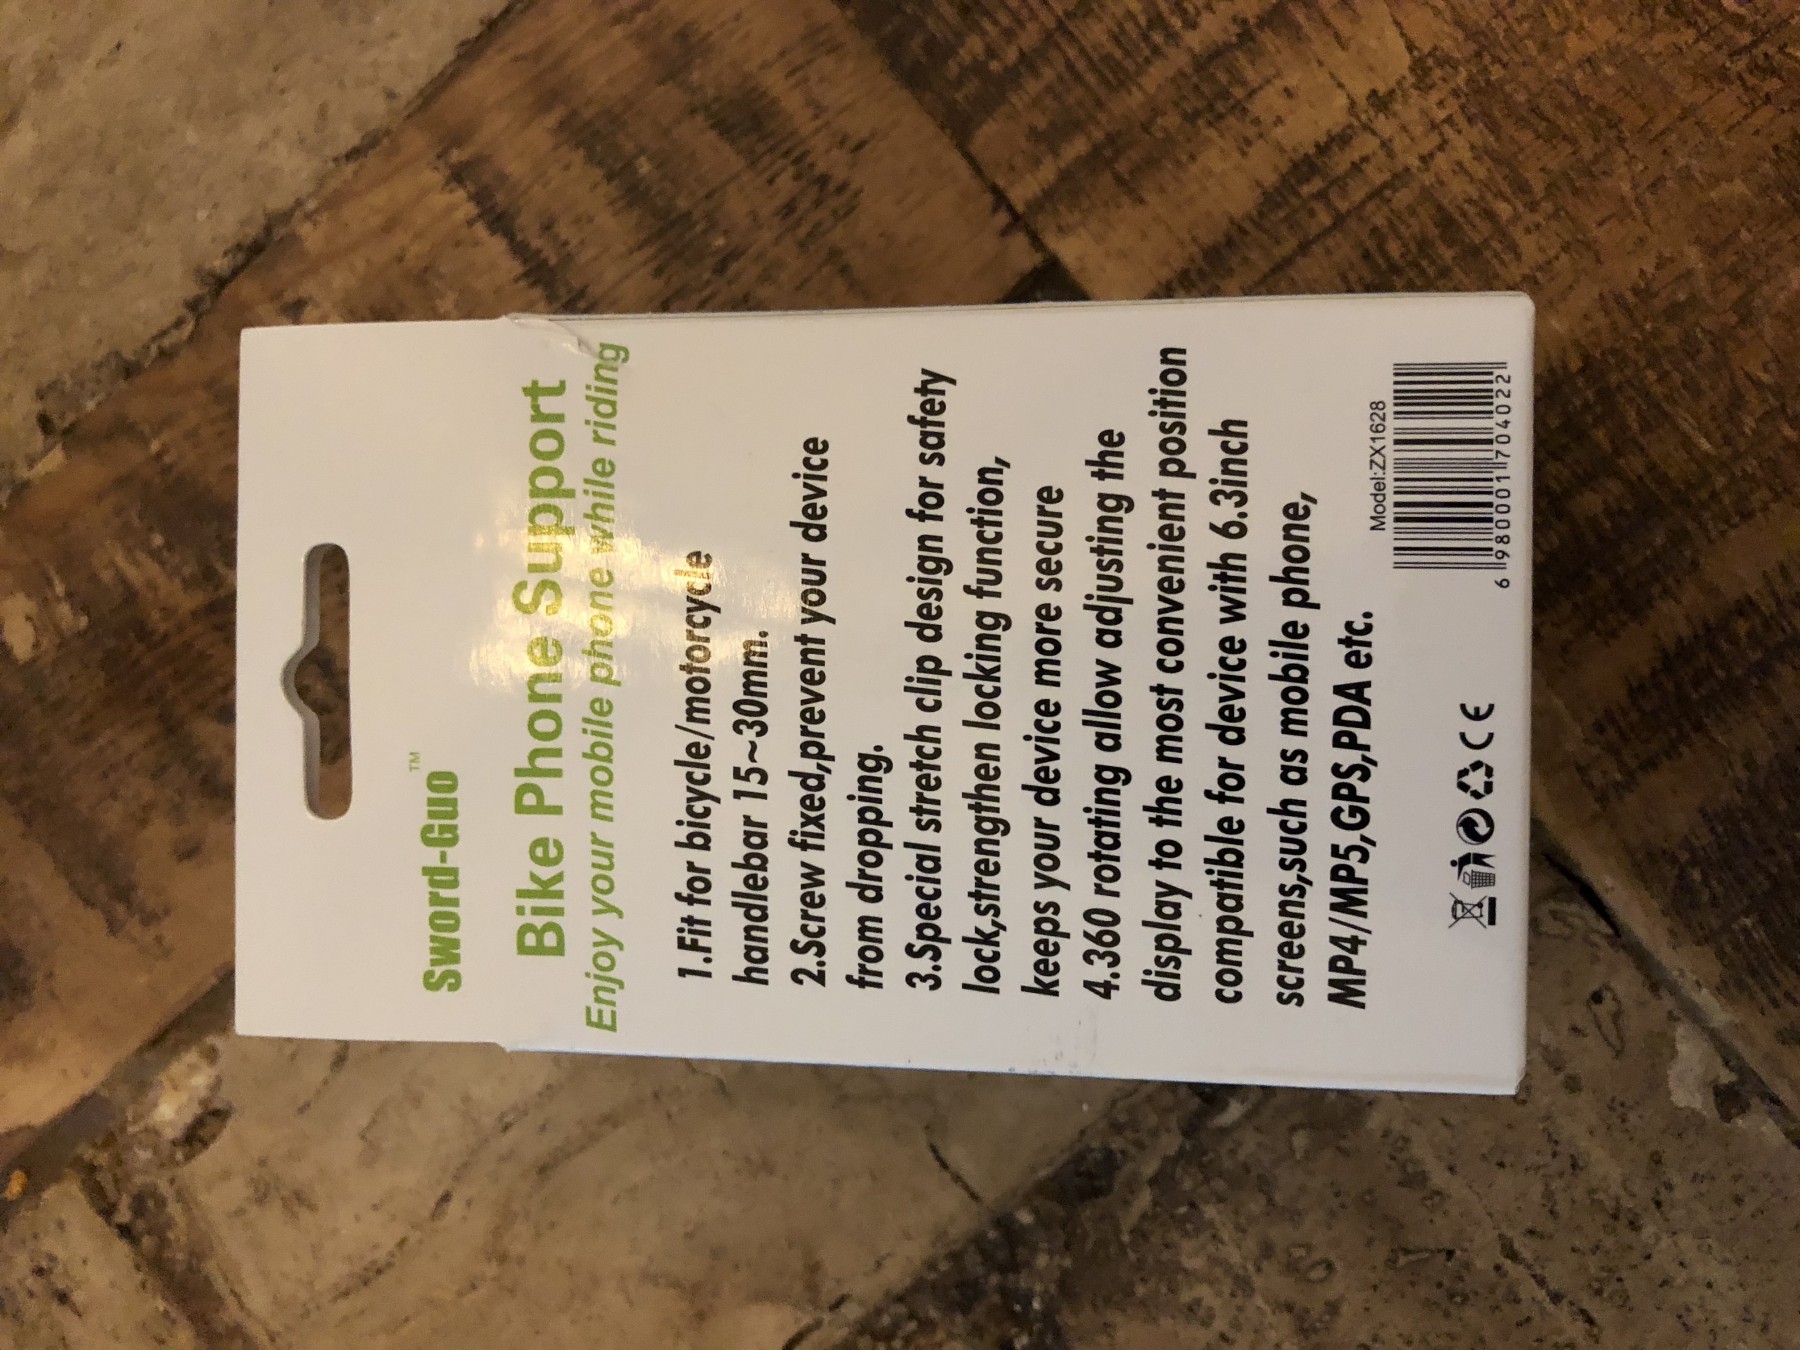 Sword-Guo™
Bike Phone Support
Enjoy your mobile phone while riding
1.Fit for bicycle/motorcycle
handlebar 15~30mm.
2.Screw fixed,prevent your device
from dropping.
3.Special stretch clip design for safety
lock,strengthen locking function,
keeps your device more secure
4.360 rotating allow adjusting the
display to the most convenient position
compatible for device with 6.3inch
screens,such as mobile phone,
MP4/MP5,GPS,PDA etc.
CE
Model:ZX1628
6 980001 704022